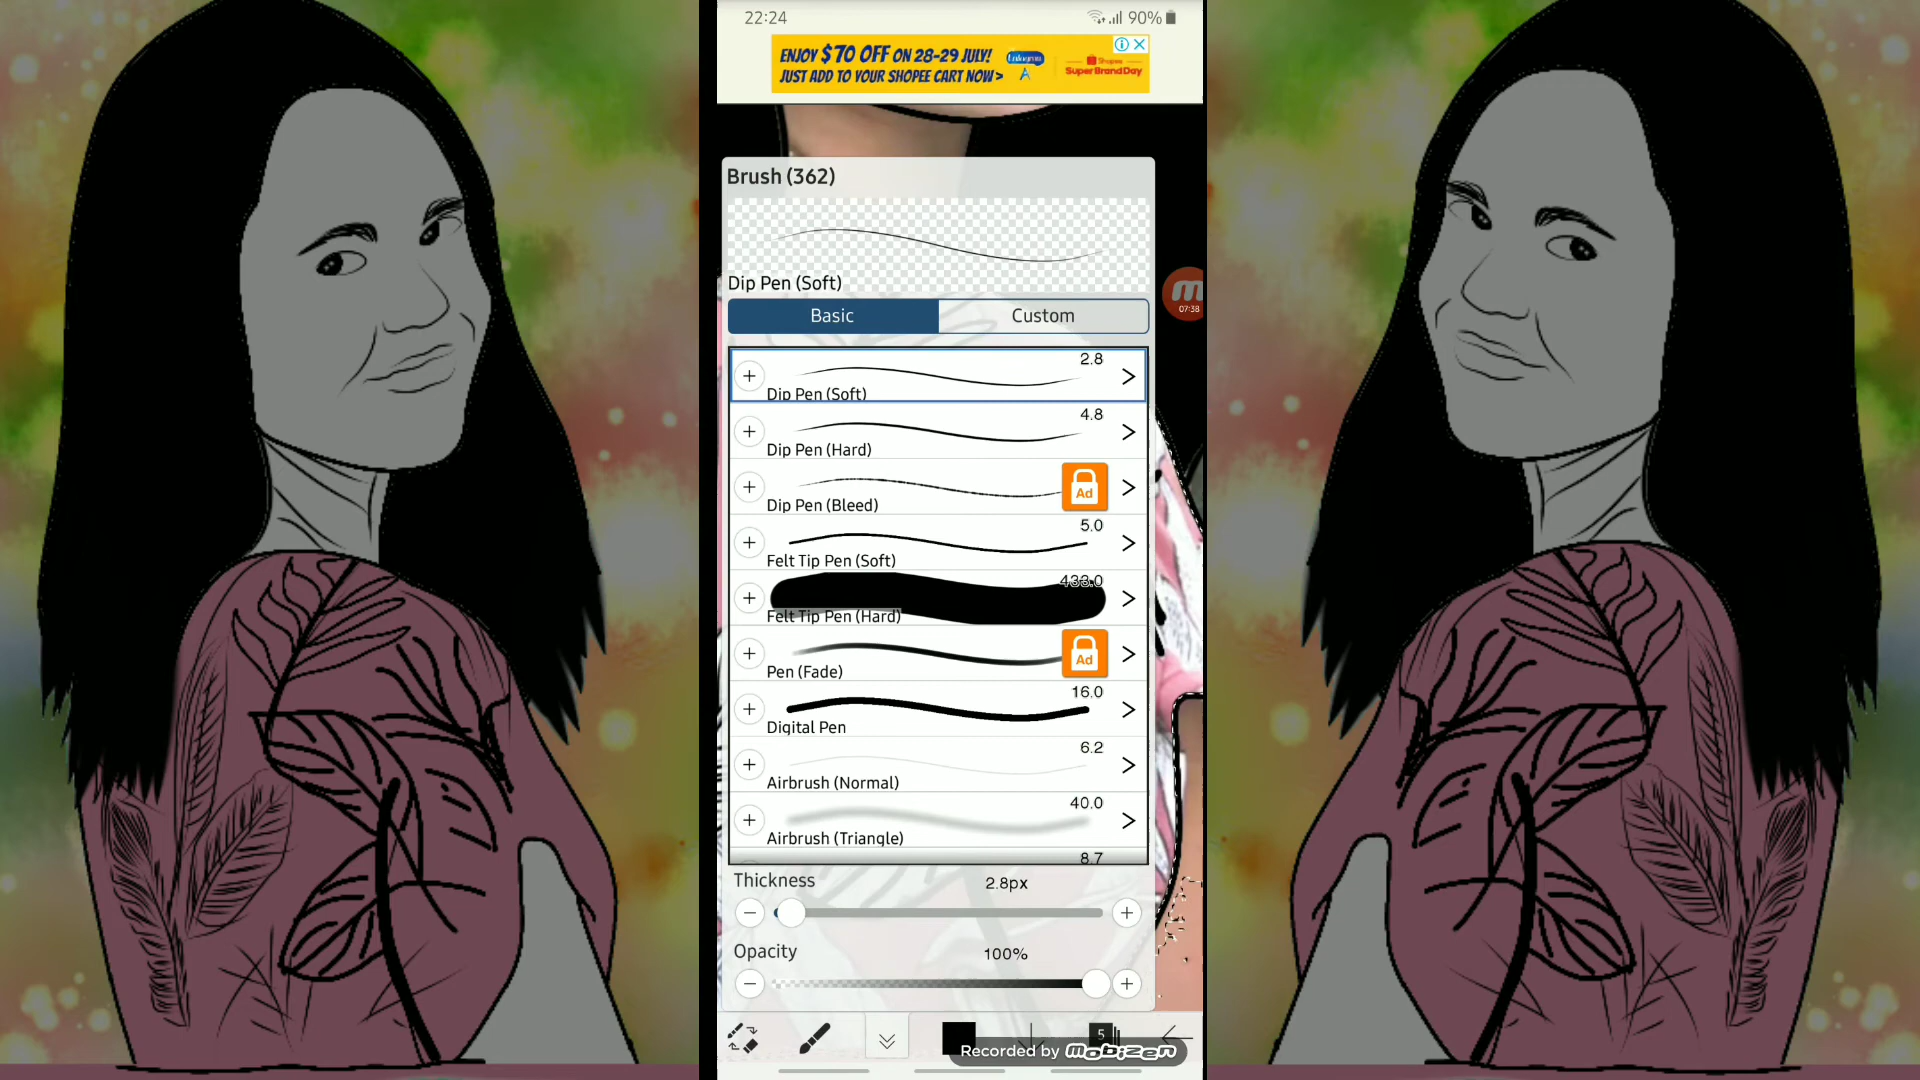 22:24
90%
ENJOY $70 OFF ON 28-29 JULY!
JUST ADD TO YOUR SHOPEE CART NOW >
Enfagrow
A
Shopee
Super Brand Day
Brush (362)
Dip Pen (Soft)
Basic
Custom
2.8
Dip Pen (Soft)
4.8
Dip Pen (Hard)
Ad
Dip Pen (Bleed)
5.0
Felt Tip Pen (Soft)
433.0
Felt Tip Pen (Hard)
Ad
Pen (Fade)
16.0
Digital Pen
6.2
Airbrush (Normal)
40.0
Airbrush (Triangle)
8.7
Thickness
2.8px
Opacity
100%
07:38
5
Recorded by mobizen